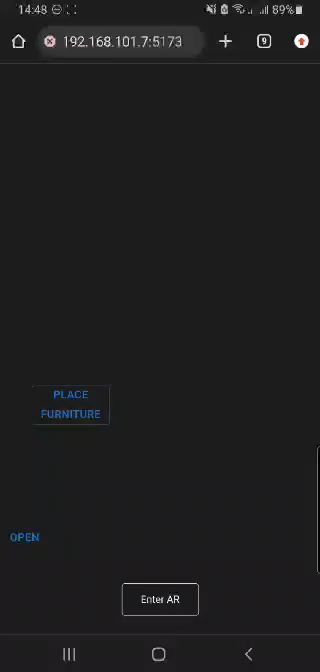 14:48
89%
192.168.101.7:5173
9
PLACE
FURNITURE
OPEN
Enter AR